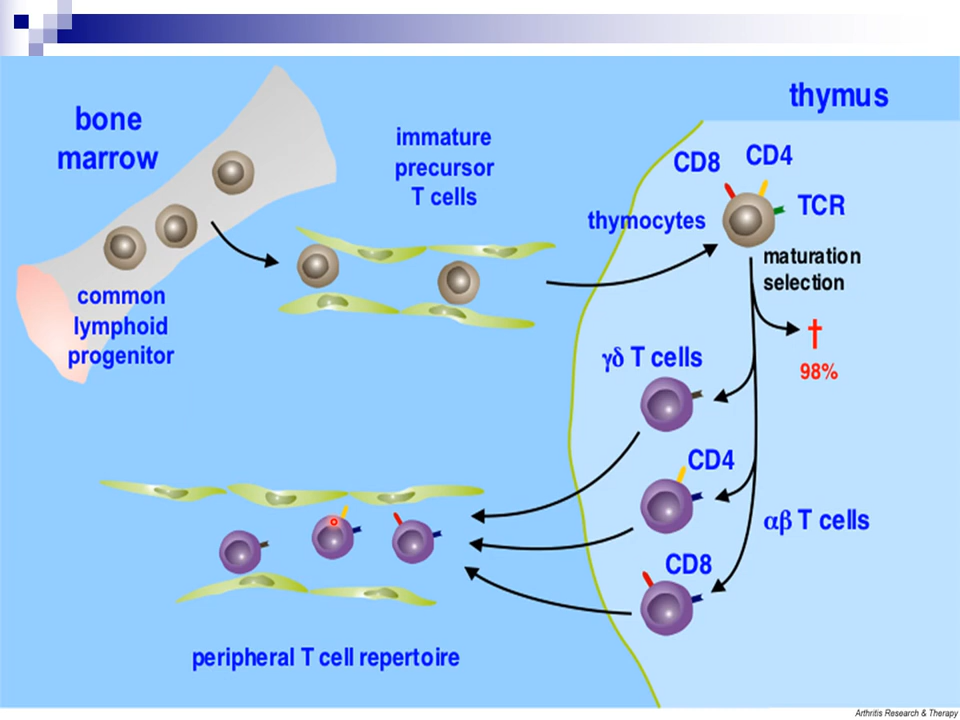 thymus
bone
marrow
immature
precursor
T cells
CD8
CD4
TCR
thymocytes
maturation
selection
common
lymphoid
progenitor
†
98%
γδ T cells
CD4
αβ T cells
CD8
peripheral T cell repertoire
Arthritis Research & Therapy